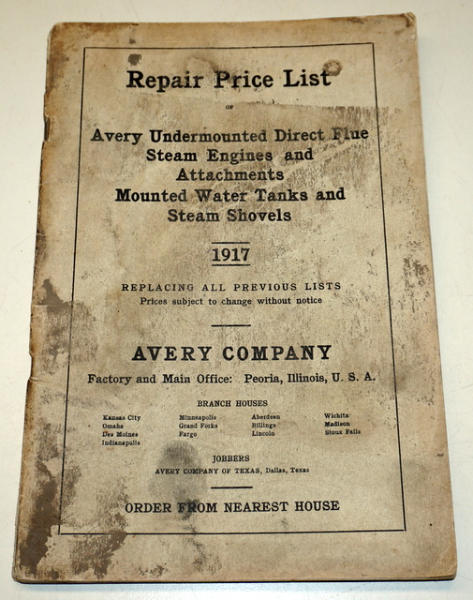 Repair Price List
OF
Avery Undermounted Direct Flue
Steam Engines and
Attachments
Mounted Water Tanks and
Steam Shovels
1917
REPLACING ALL PREVIOUS LISTS
Prices subject to change without notice
AVERY COMPANY
Factory and Main Office: Peoria, Illinois, U. S. A.
BRANCH HOUSES
Kansas City Minneapolis Aberdeen Wichita
Omaha Grand Forks Billings Madison
Des Moines Fargo Lincoln Sioux Falls
Indianapolis
JOBBERS
AVERY COMPANY OF TEXAS, Dallas, Texas
ORDER FROM NEAREST HOUSE